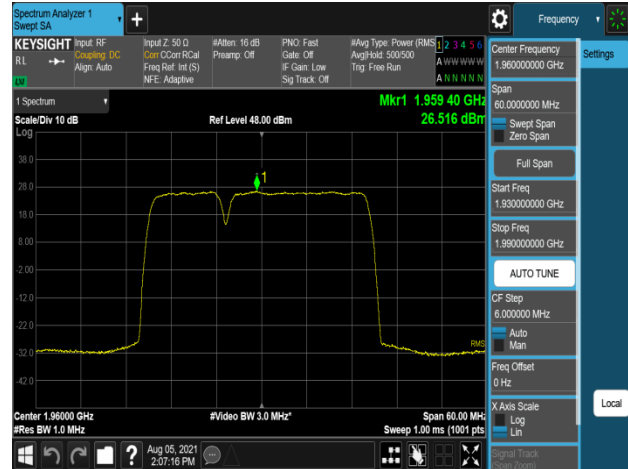 Spectrum Analyzer 1
Swept SA
+
Frequency
KEYSIGHT
RL
Input: RF
Coupling: DC
Align: Auto
Input Z: 50 Ω
Corr CCorr RCal
Freq Ref: Int (S)
NFE: Adaptive
#Atten: 16 dB
Preamp: Off
PNO: Fast
Gate: Off
IF Gain: Low
Sig Track: Off
#Avg Type: Power (RMS
Avg|Hold: 500/500
Trig: Free Run
1 2 3 4 5 6
A W W W W W
A N N N N N
LW
1 Spectrum
Scale/Div 10 dB
Ref Level 48.00 dBm
Mkr1 1.959 40 GHz
26.516 dBm
Log
38.0
28.0
18.0
8.00
-2.00
-12.0
-22.0
-32.0
-42.0
1
RMS
Center 1.96000 GHz
#Res BW 1.0 MHz
#Video BW 3.0 MHz*
Span 60.00 MHz
Sweep 1.00 ms (1001 pts
?
Aug 05, 2021
2:07:16 PM
Center Frequency
1.960000000 GHz
Span
60.0000000 MHz
Swept Span
Zero Span
Full Span
Start Freq
1.930000000 GHz
Stop Freq
1.990000000 GHz
AUTO TUNE
CF Step
6.000000 MHz
Auto
Man
Freq Offset
0 Hz
X Axis Scale
Log
Lin
Signal Track
(Span Zoom)
Settings
Local